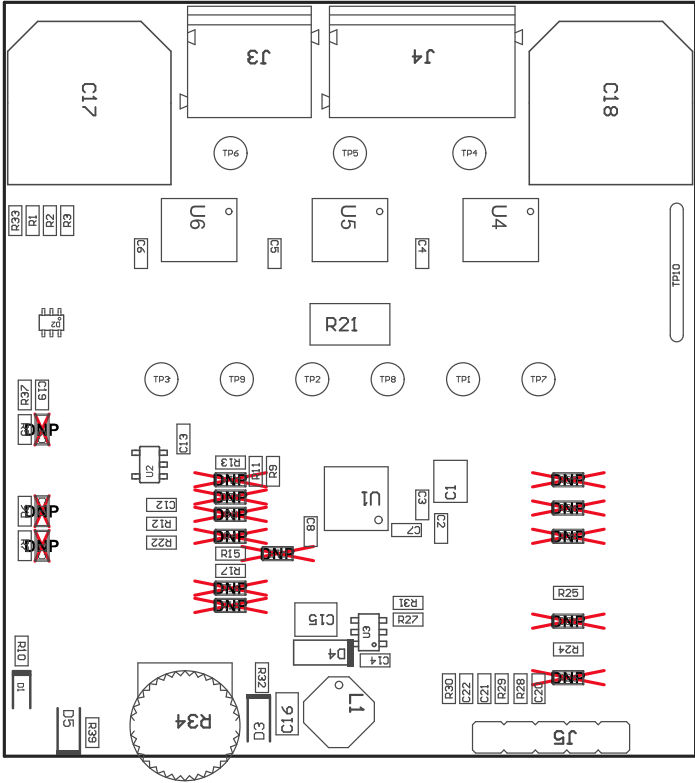 J3
J4
C17
C18
TP6
TP5
TP4
R33
R1
R2
R3
U6
U5
U4
C6
C5
C4
TP10
D2
R21
TP3
TP9
TP2
TP8
TP1
TP7
R37
C19
DNP
C13
U2
R13
R11
R9
DNP
DNP
DNP
DNP
R15
DNP
R17
DNP
DNP
U1
C1
C3
C2
C7
C8
DNP
DNP
DNP
DNP
DNP
C12
R12
R22
C15
U3
R31
R27
D4
C14
R25
DNP
R24
DNP
R10
D1
D5
R39
R34
R32
D3
C16
L1
R30
C22
C21
R29
R28
C20
J5